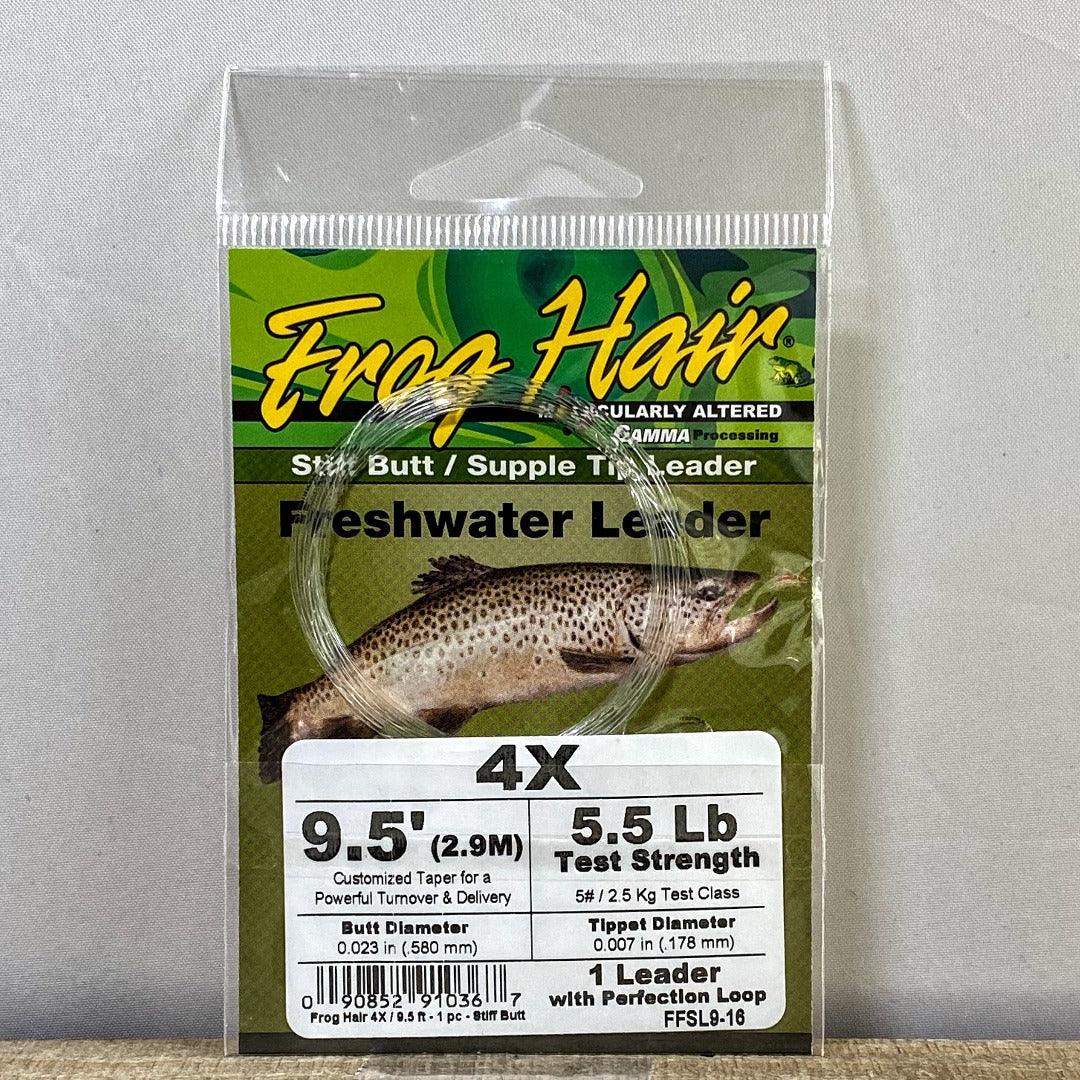 Frog Hair®
ALTERED
GAMMA Processing
Stiff Butt / Supple Tip Leader
Freshwater Leader
4X
9.5' (2.9M)
Customized Taper for a
Powerful Turnover & Delivery
5.5 Lb
Test Strength
5# / 2.5 Kg Test Class
Butt Diameter
0.023 in (.580 mm)
Tippet Diameter
0.007 in (.178 mm)
0 90852 91036 7
Frog Hair 4X / 9.5 ft - 1 pc - Stiff Butt
1 Leader
with Perfection Loop
FFSL9-16